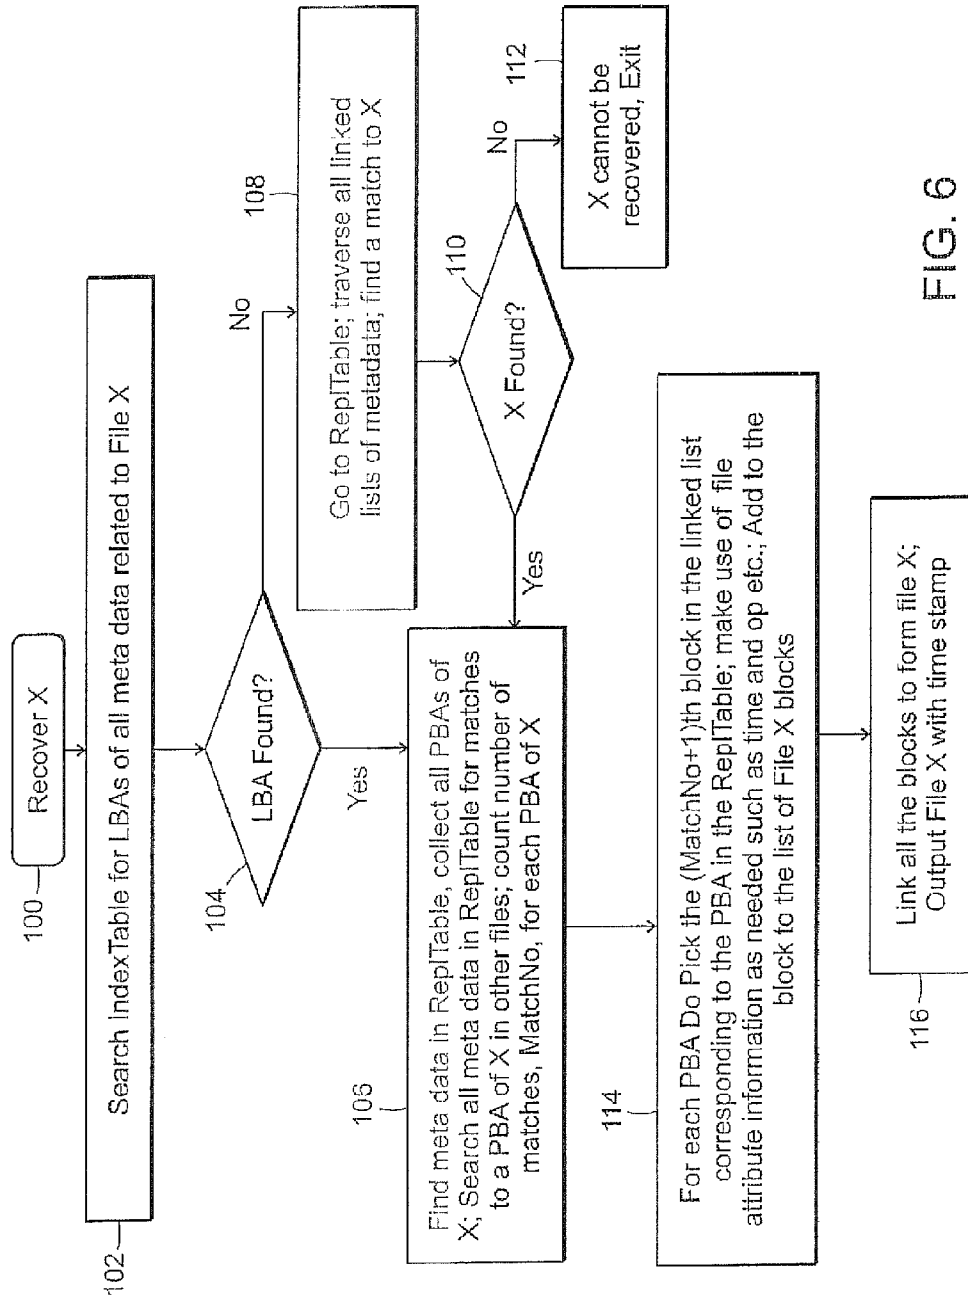 100
Recover X
102
Search IndexTable for LBAs of all meta data related to File X
104
LBA Found?
No
Yes
108
Go to ReplTable; traverse all linked
lists of metadata; find a match to X
110
X Found?
No
Yes
112
X cannot be
recovered, Exit
106
Find meta data in ReplTable, collect all PBAs of
X; Search all meta data in ReplTable for matches
to a PBA of X in other files; count number of
matches, MatchNo, for each PBA of X
114
For each PBA Do Pick the (MatchNo+1)th block in the linked list
corresponding to the PBA in the ReplTable; make use of file
attribute information as needed such as time and op etc.; Add to the
block to the list of File X blocks
116
Link all the blocks to form file X;
Output File X with time stamp
FIG. 6